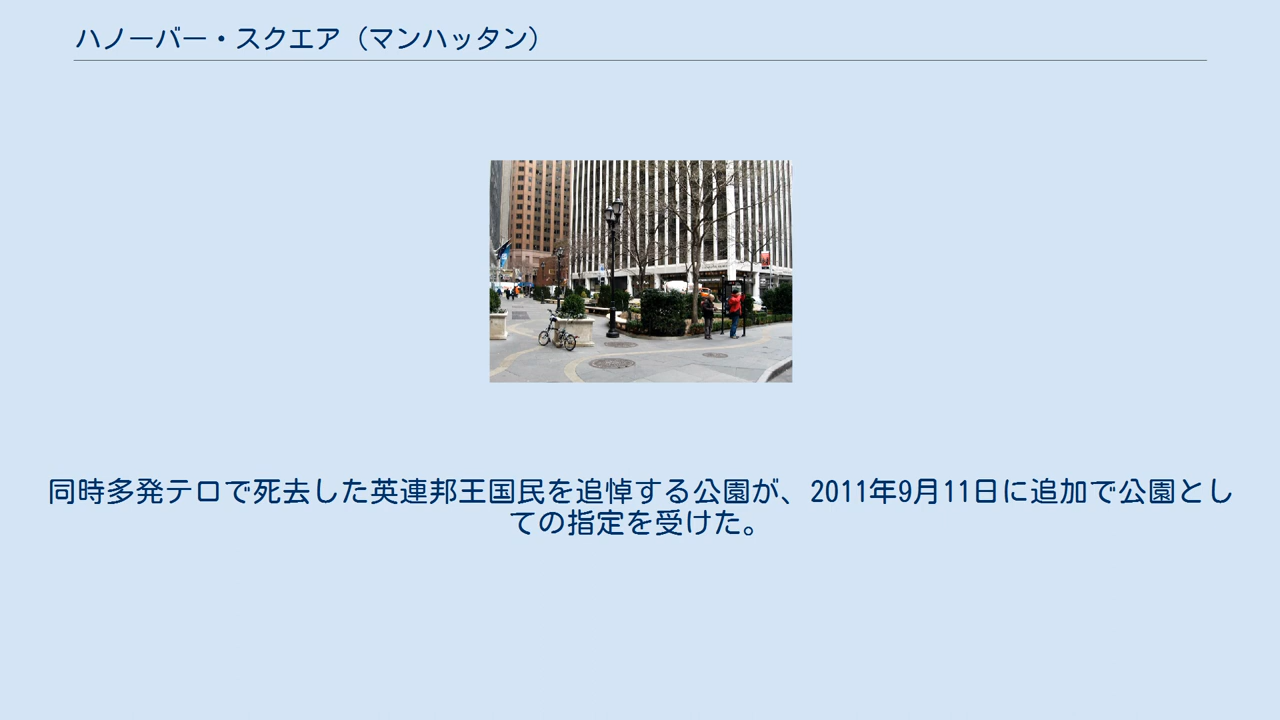 ハノーバー・スクエア（マンハッタン）
同時多発テロで死去した英連邦王国民を追悼する公園が、2011年9月11日に追加で公園とし
ての指定を受けた。